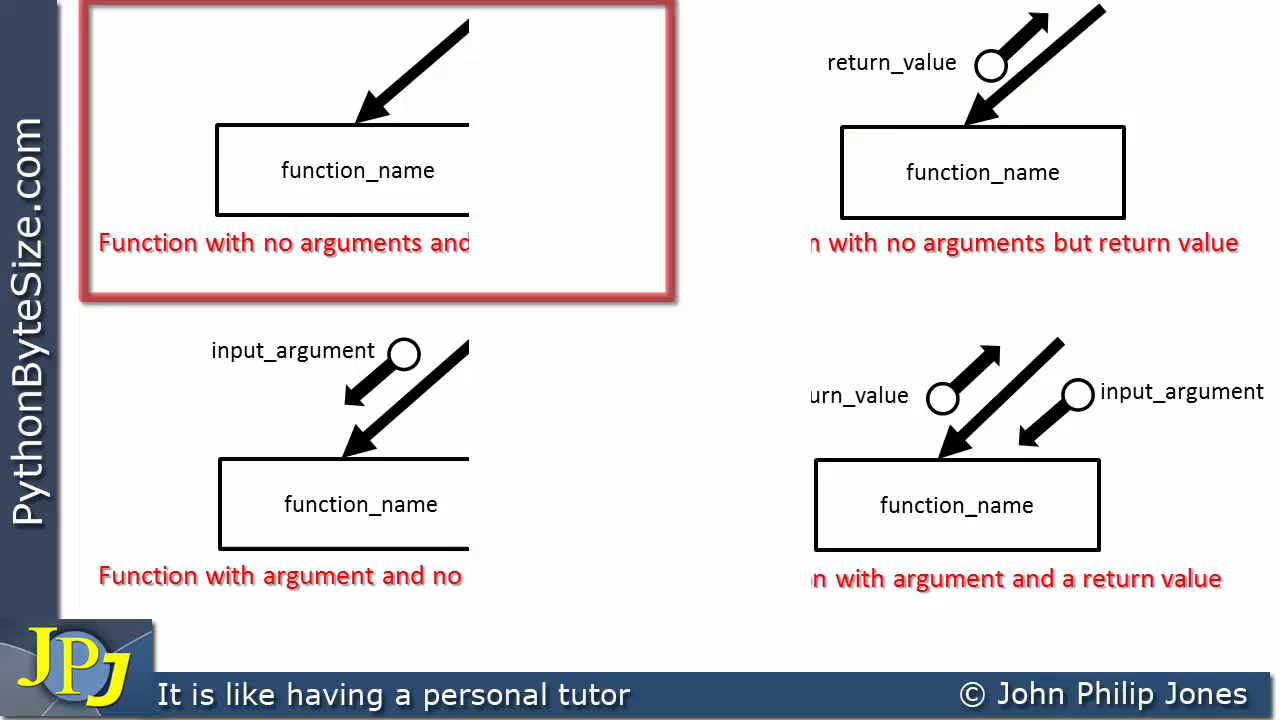 PythonByteSize.com
function_name
Function with no arguments and
return_value
function_name
with no arguments but return value
input_argument
function_name
Function with argument and no
input_argument
function_name
with argument and a return value
JPJ
It is like having a personal tutor
© John Philip Jones